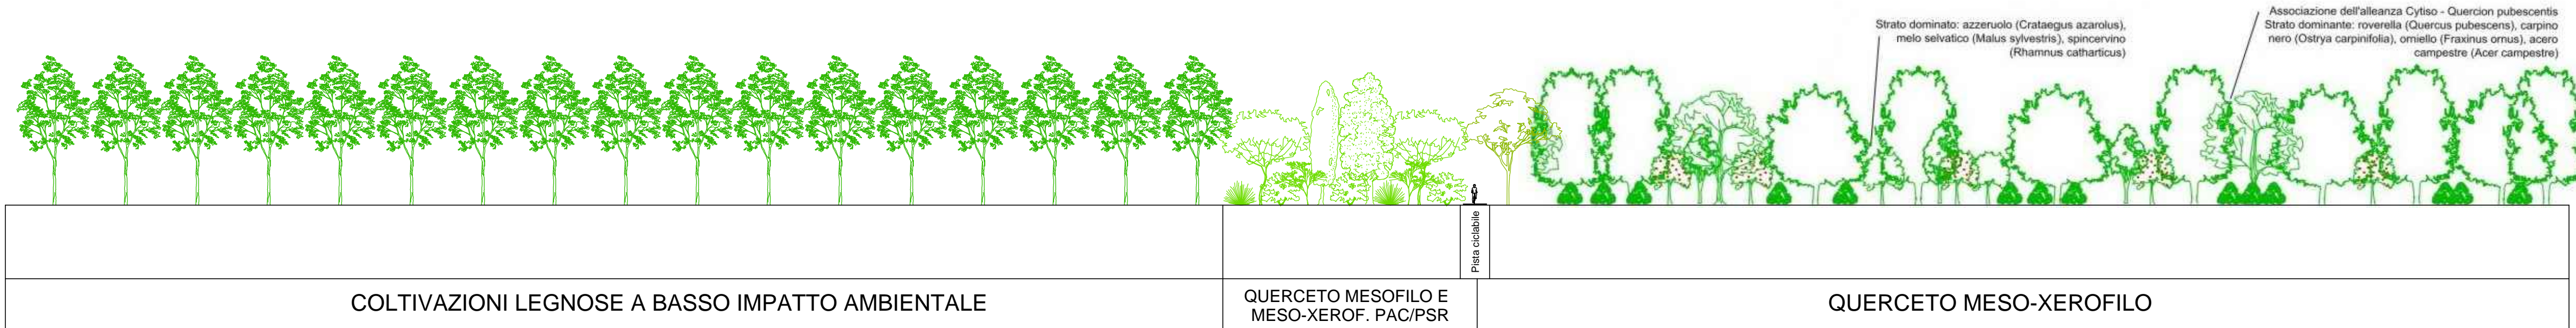 Strato dominato: azzeruolo (Crataegus azarolus),
melo selvatico (Malus sylvestris), spincervino
(Rhamnus catharticus)
Associazione dell'alleanza Cytiso - Quercion pubescentis
Strato dominante: roverella (Quercus pubescens), carpino
nero (Ostrya carpinifolia), orniello (Fraxinus ornus), acero
campestre (Acer campestre)
Pista ciclabile
COLTIVAZIONI LEGNOSE A BASSO IMPATTO AMBIENTALE
QUERCETO MESOFILO E
MESO-XEROF. PAC/PSR
QUERCETO MESO-XEROFILO